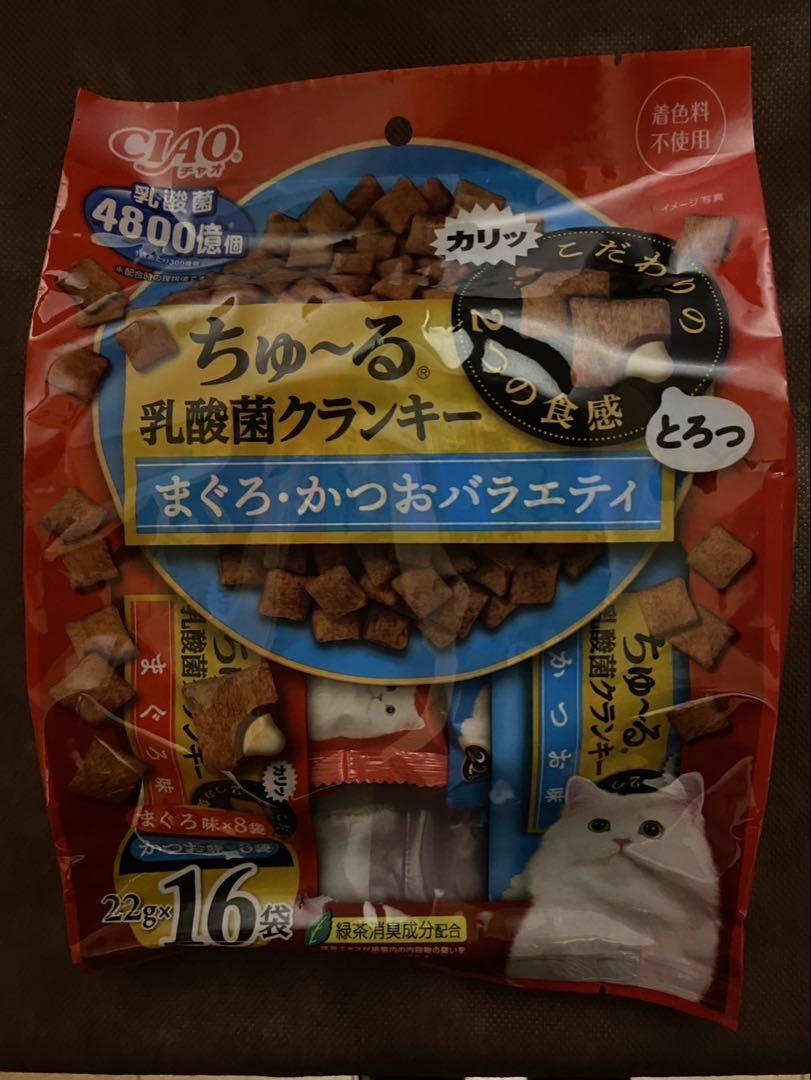 CIAO
チャオ
乳酸菌
4800億個
着色料
不使用
イメージ写真
カリッ
こだわりの
2つの食感
とろっ
ちゅ~る®
乳酸菌クランキー
まぐろ・かつおバラエティ
乳酸菌クランキー
まぐろ味
カリッ
ちゅ~る
乳酸菌クランキー
かつお味
22
まぐろ味×8袋
22g×16袋
緑茶消臭成分配合